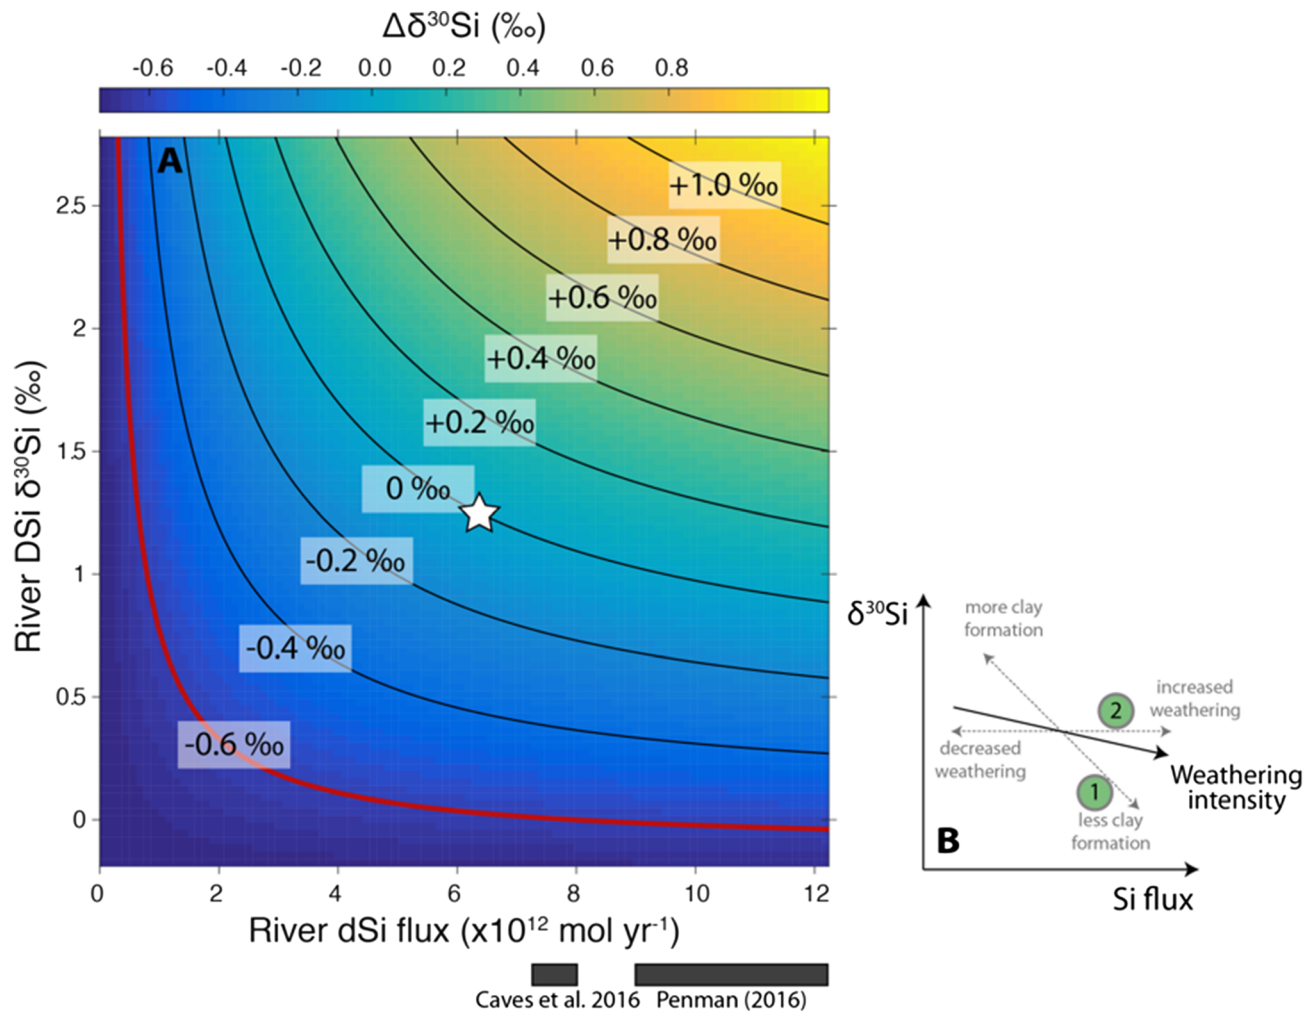 Δδ³⁰Si (‰)
-0.6 -0.4 -0.2 0.0 0.2 0.4 0.6 0.8
A
+1.0 ‰
+0.8 ‰
+0.6 ‰
+0.4 ‰
+0.2 ‰
0 ‰
-0.2 ‰
-0.4 ‰
-0.6 ‰
River DSi δ³⁰Si (‰)
2.5
2
1.5
1
0.5
0
0 2 4 6 8 10 12
River dSi flux (x10¹² mol yr⁻¹)
Caves et al. 2016 Penman (2016)
δ³⁰Si
more clay
formation
2
increased
weathering
decreased
weathering
Weathering
intensity
1
less clay
formation
B
Si flux